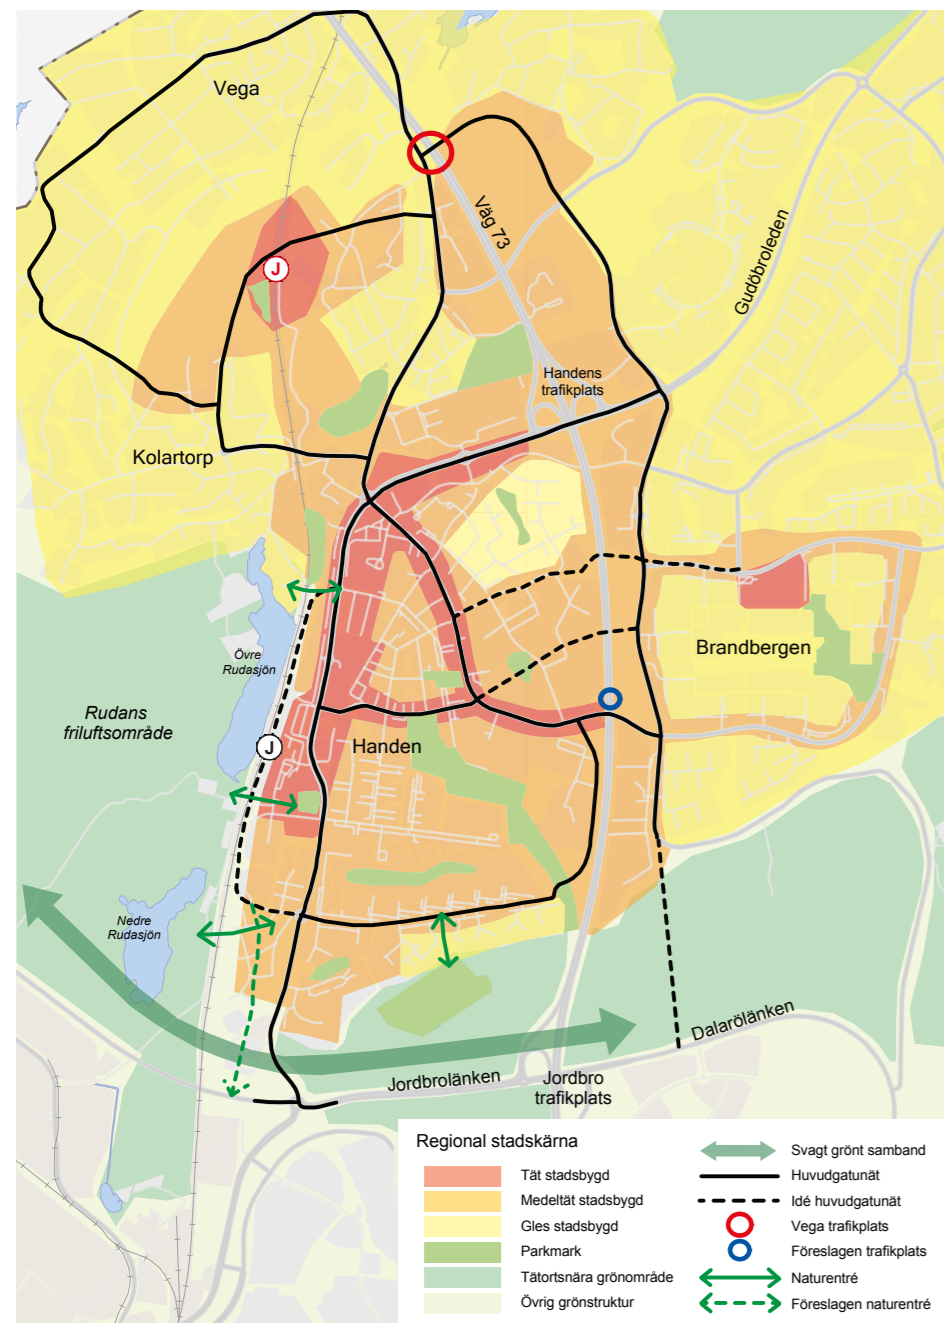 Vega
Väg 73
Gudöbroleden
J
Handens
trafikplats
Kolartorp
Övre
Rudasjön
Brandbergen
Rudans
friluftsområde
J
Handen
Nedre
Rudasjön
Dalarölänken
Jordbrolänken
Jordbro
trafikplats
Regional stadskärna
Tät stadsbygd
Medeltät stadsbygd
Gles stadsbygd
Parkmark
Tätortsnära grönområde
Övrig grönstruktur
Svagt grönt samband
Huvudgatunät
Idé huvudgatunät
Vega trafikplats
Föreslagen trafikplats
Naturentré
Föreslagen naturentré